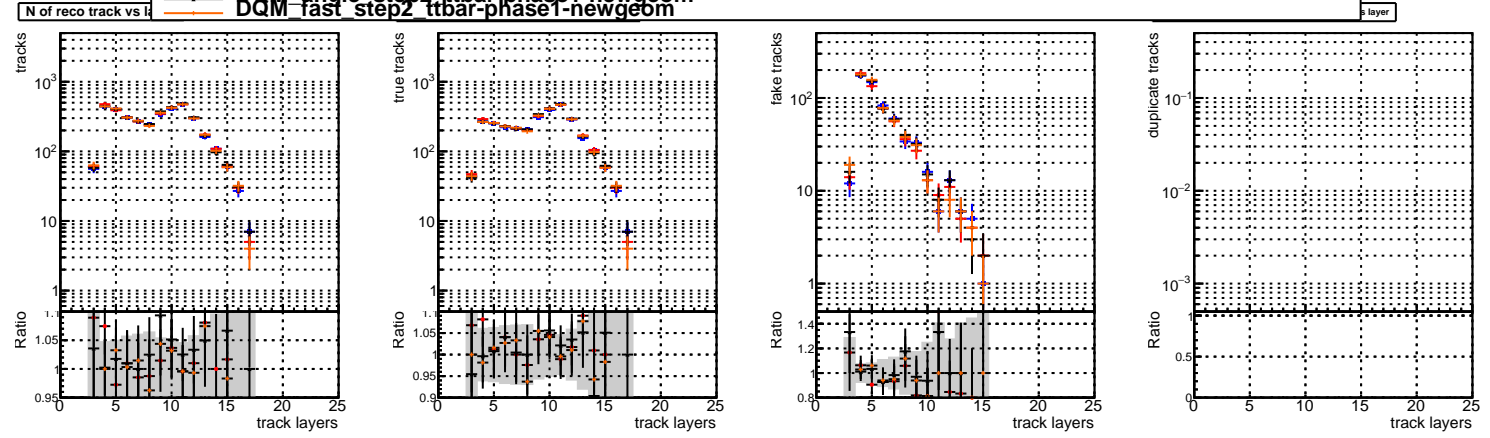 DQM_fast_step2_ttbar-phase1-newgeom
N of reco track vs
s layer
tracks
10³
10²
10
1
Ratio
1.1
1.05
1
0.95
0 5 10 15 20 25
track layers
true tracks
10³
10²
10
1
Ratio
1.1
1.05
1
0.95
0.9
0 5 10 15 20 25
track layers
fake tracks
10²
10
1
Ratio
1.4
1.2
1
0.8
0 5 10 15 20 25
track layers
duplicate tracks
10⁻¹
10⁻²
10⁻³
Ratio
1
0.5
0
0 5 10 15 20 25
track layers